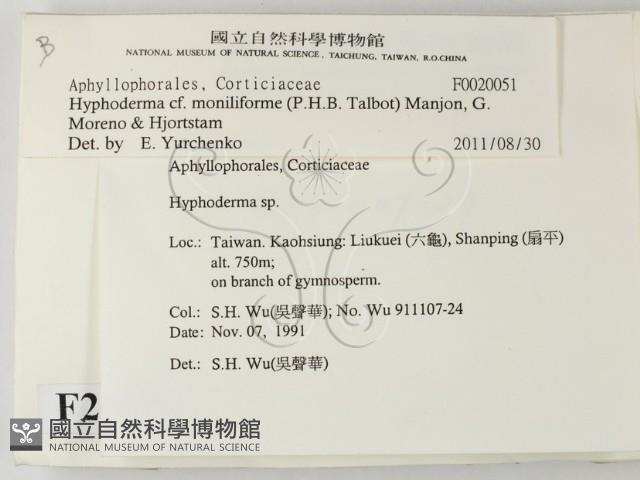 B
國立自然科學博物館
NATIONAL MUSEUM OF NATURAL SCIENCE, TAICHUNG, TAIWAN, R.O.CHINA
Aphyllophorales, Corticiaceae F0020051
Hyphoderma cf. moniliforme (P.H.B. Talbot) Manjon, G.
Moreno & Hjortstam
Det. by E. Yurchenko 2011/08/30
Aphyllophorales, Corticiaceae
Hyphoderma sp.
Loc.: Taiwan. Kaohsiung: Liukuei (六龜), Shanping (扇平)
alt. 750m;
on branch of gymnosperm.
Col.: S.H. Wu(吳聲華); No. Wu 911107-24
Date: Nov. 07, 1991
Det.: S.H. Wu(吳聲華)
F2
國立自然科學博物館
NATIONAL MUSEUM OF NATURAL SCIENCE